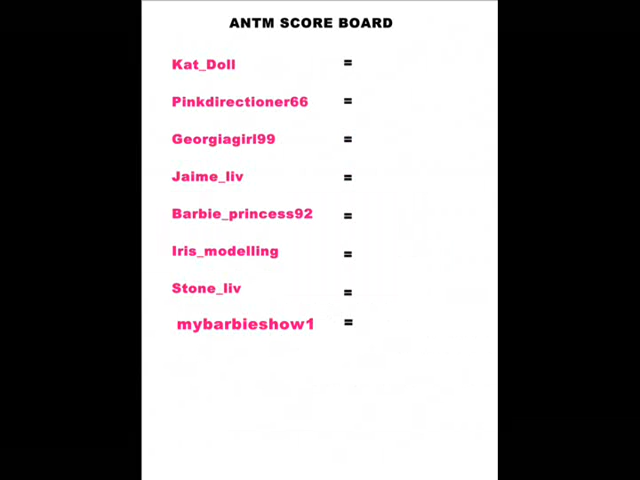 ANTM SCORE BOARD
Kat_Doll =
Pinkdirectioner66 =
Georgiagirl99 =
Jaime_liv =
Barbie_princess92 =
Iris_modelling =
Stone_liv =
mybarbieshow1 =